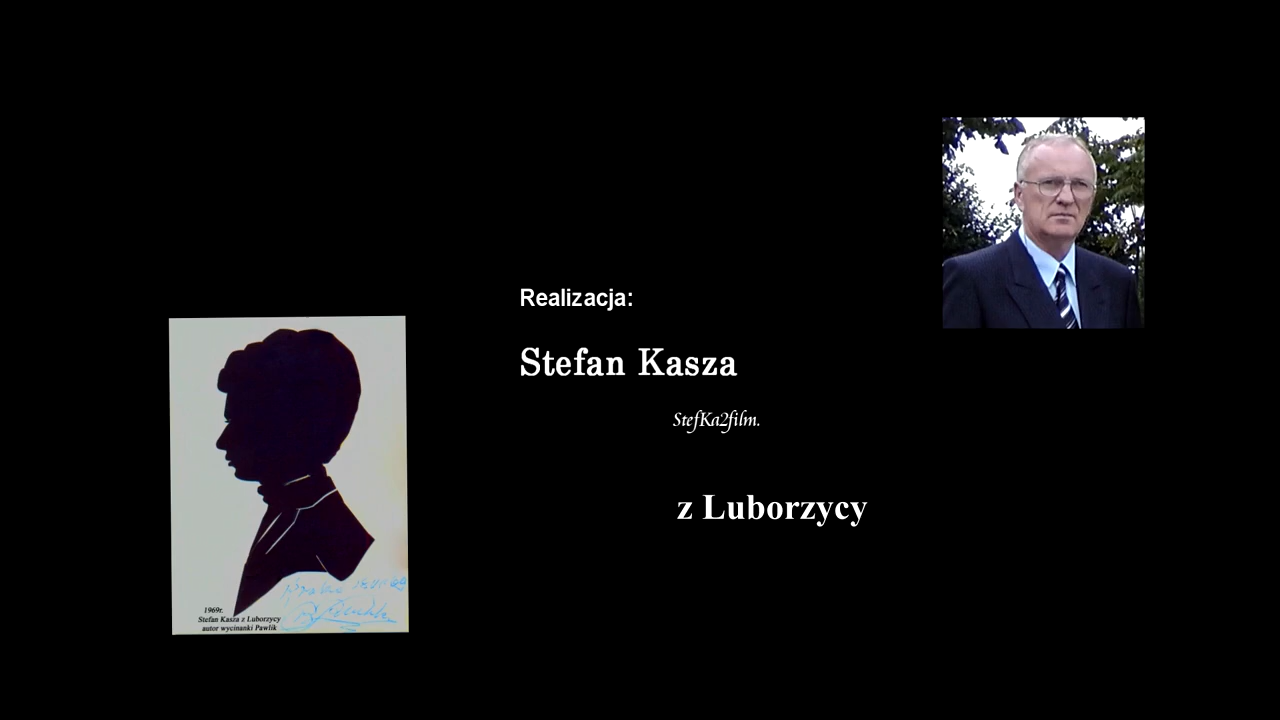 Realizacja:
Stefan Kasza
StefKa2film.
z Luborzycy
1969r.
Stefan Kasza z Luborzycy
autor wycinanki Pawlik